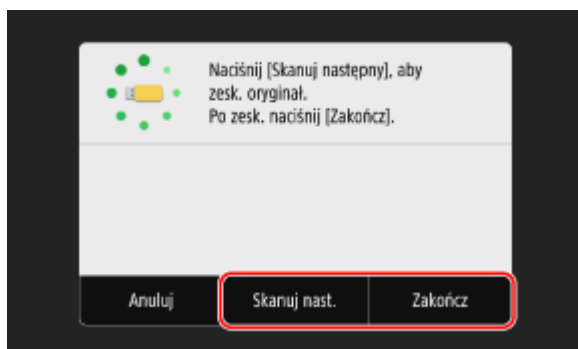 Naciśnij [Skanuj następny], aby
zesk. oryginał.
Po zesk. naciśnij [Zakończ].
Anuluj
Skanuj nast.
Zakończ